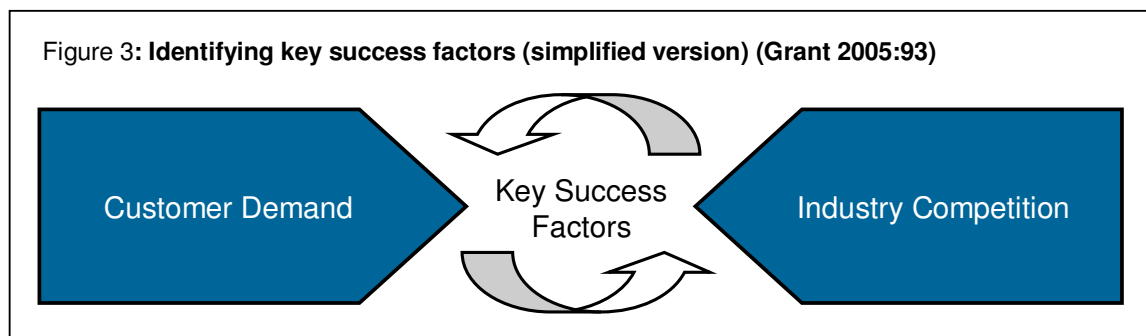 Figure 3: Identifying key success factors (simplified version) (Grant 2005:93)
Customer Demand
Key Success
Factors
Industry Competition